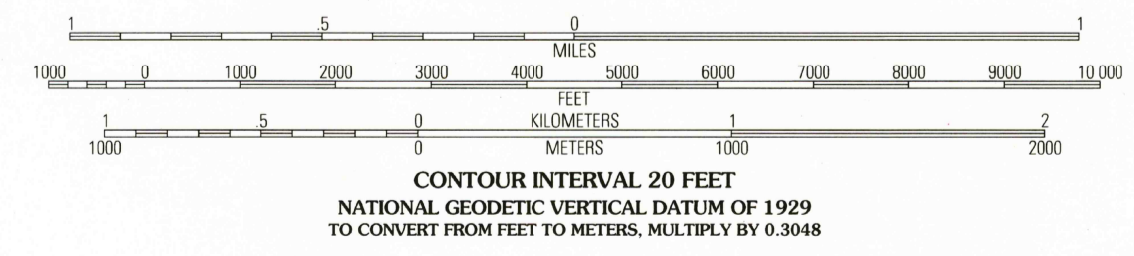 1 .5 0 1
MILES
1000 0 1000 2000 3000 4000 5000 6000 7000 8000 9000 10 000
FEET
1 .5 0 KILOMETERS 1 2
1000 0 METERS 1000 2000
CONTOUR INTERVAL 20 FEET
NATIONAL GEODETIC VERTICAL DATUM OF 1929
TO CONVERT FROM FEET TO METERS, MULTIPLY BY 0.3048